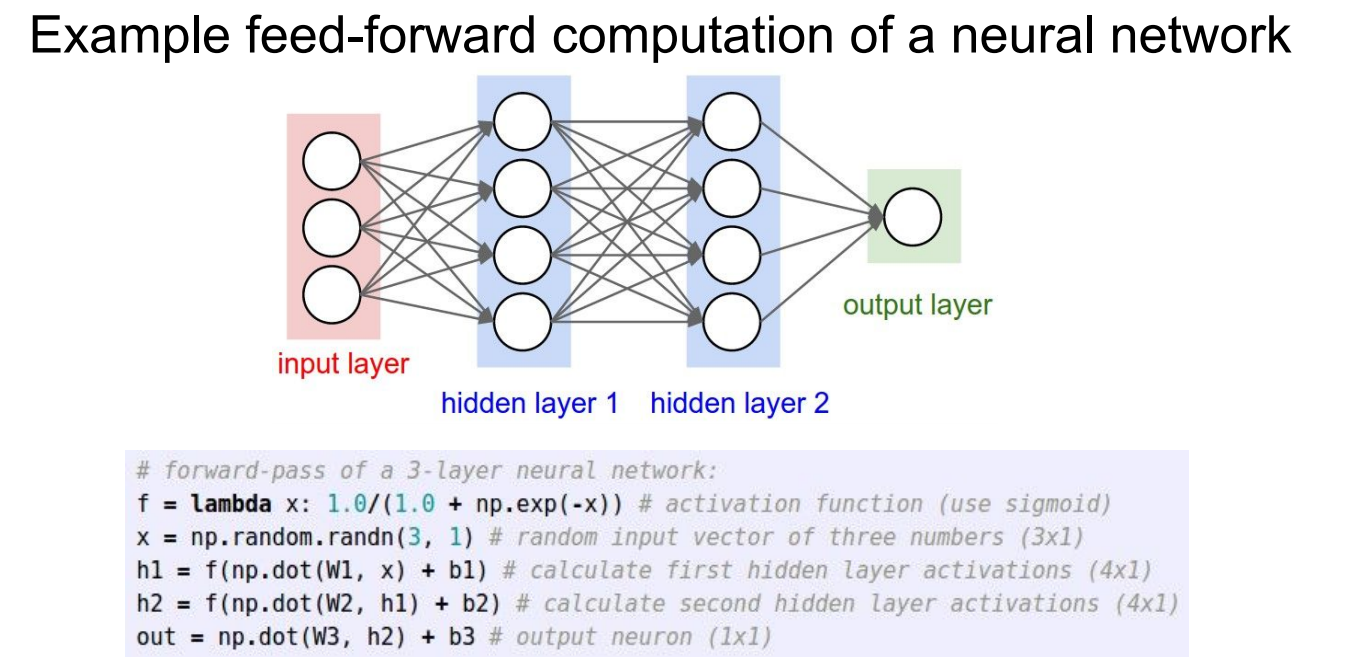 Example feed-forward computation of a neural network
output layer
input layer
hidden layer 1
hidden layer 2
# forward-pass of a 3-layer neural network:
f = lambda x: 1.0/(1.0 + np.exp(-x)) # activation function (use sigmoid)
x = np.random.randn(3, 1) # random input vector of three numbers (3x1)
h1 = f(np.dot(W1, x) + b1) # calculate first hidden layer activations (4x1)
h2 = f(np.dot(W2, h1) + b2) # calculate second hidden layer activations (4x1)
out = np.dot(W3, h2) + b3 # output neuron (1x1)